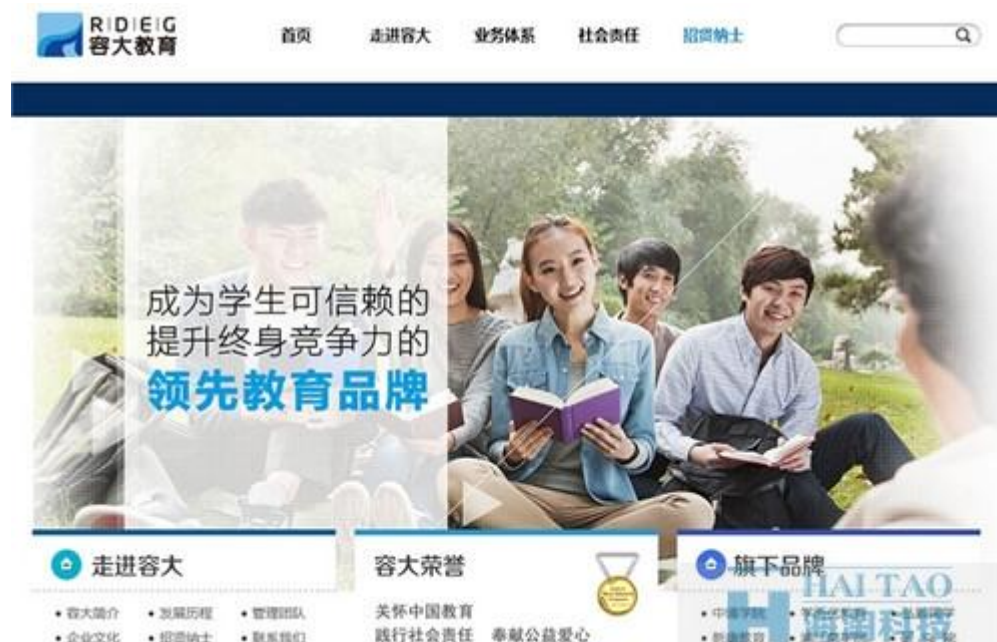 R|D|E|G
容大教育
首页 走进容大 业务体系 社会责任 招贤纳士
成为学生可信赖的
提升终身竞争力的
领先教育品牌
走进容大
• 容大简介 • 发展历程 • 管理团队
• 企业文化 • 招贤纳士 • 联系我们
容大荣誉
关怀中国教育
践行社会责任 奉献公益爱心
旗下品牌
HAI TAO
海淘科技